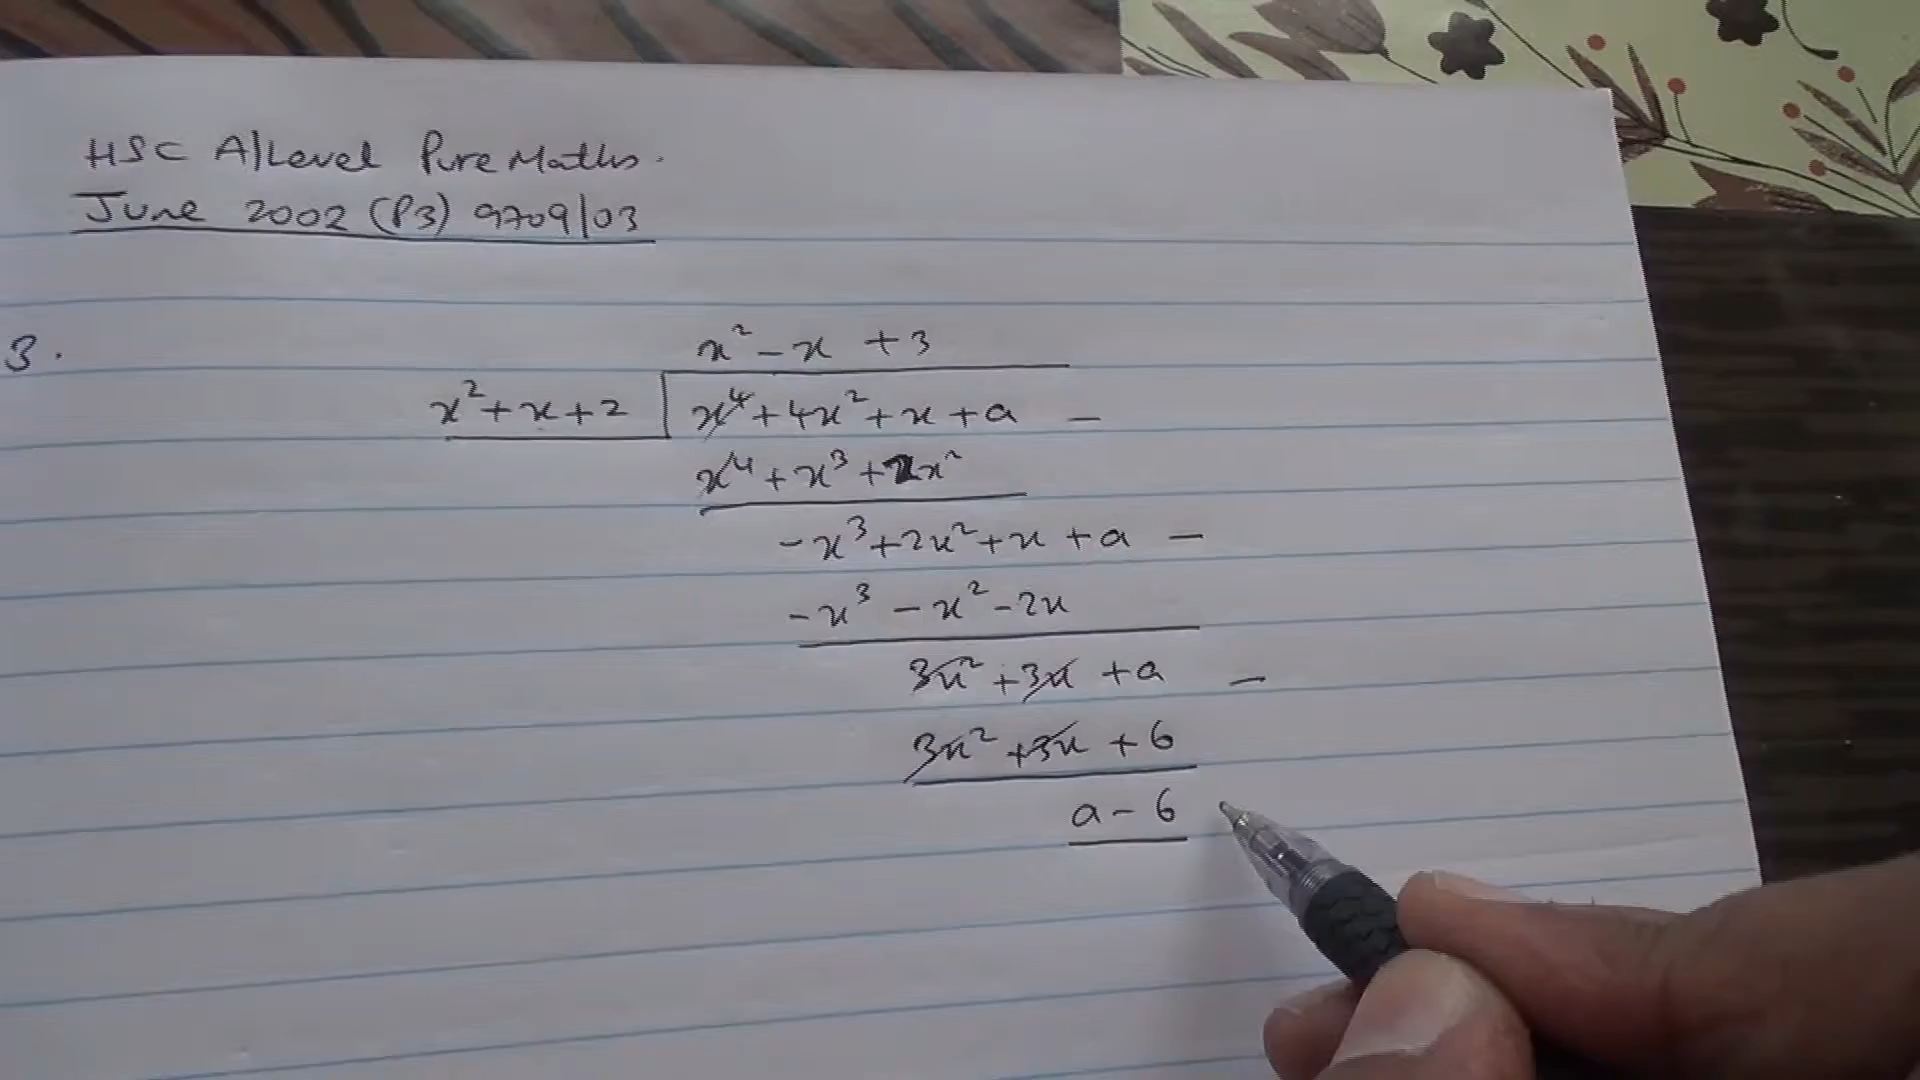 HSC A/Level Pure Maths.
June 2002 (P3) 9709/03
3.
x² - x + 3
x² + x + 2 | x⁴ + 4x² + x + a -
x⁴ + x³ + 2x²
-x³ + 2x² + x + a -
-x³ - x² - 2x
3x² + 3x + a -
3x² + 3x + 6
a - 6